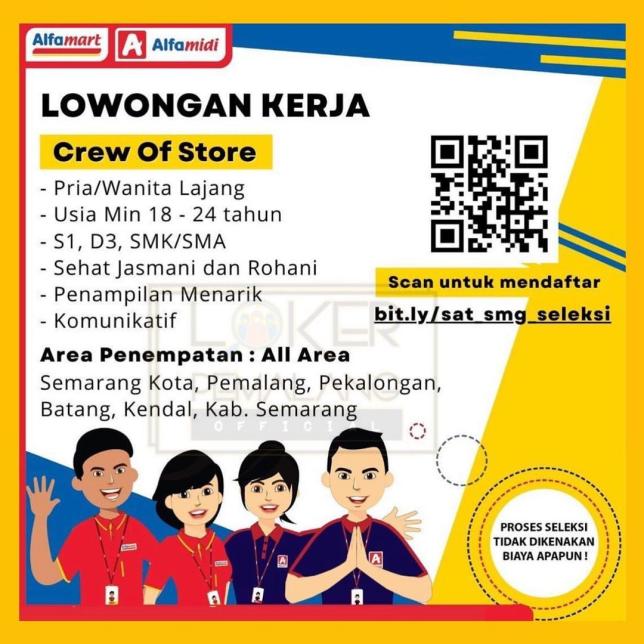 Alfamart
Alfamidi
LOWONGAN KERJA
Crew Of Store
- Pria/Wanita Lajang
- Usia Min 18 - 24 tahun
- S1, D3, SMK/SMA
- Sehat Jasmani dan Rohani
- Penampilan Menarik
- Komunikatif
Scan untuk mendaftar
bit.ly/sat_smg_seleksi
Area Penempatan : All Area
Semarang Kota, Pemalang, Pekalongan,
Batang, Kendal, Kab. Semarang
LOKER
PEMALANG
OFFICIAL
PROSES SELEKSI
TIDAK DIKENAKAN
BIAYA APAPUN !